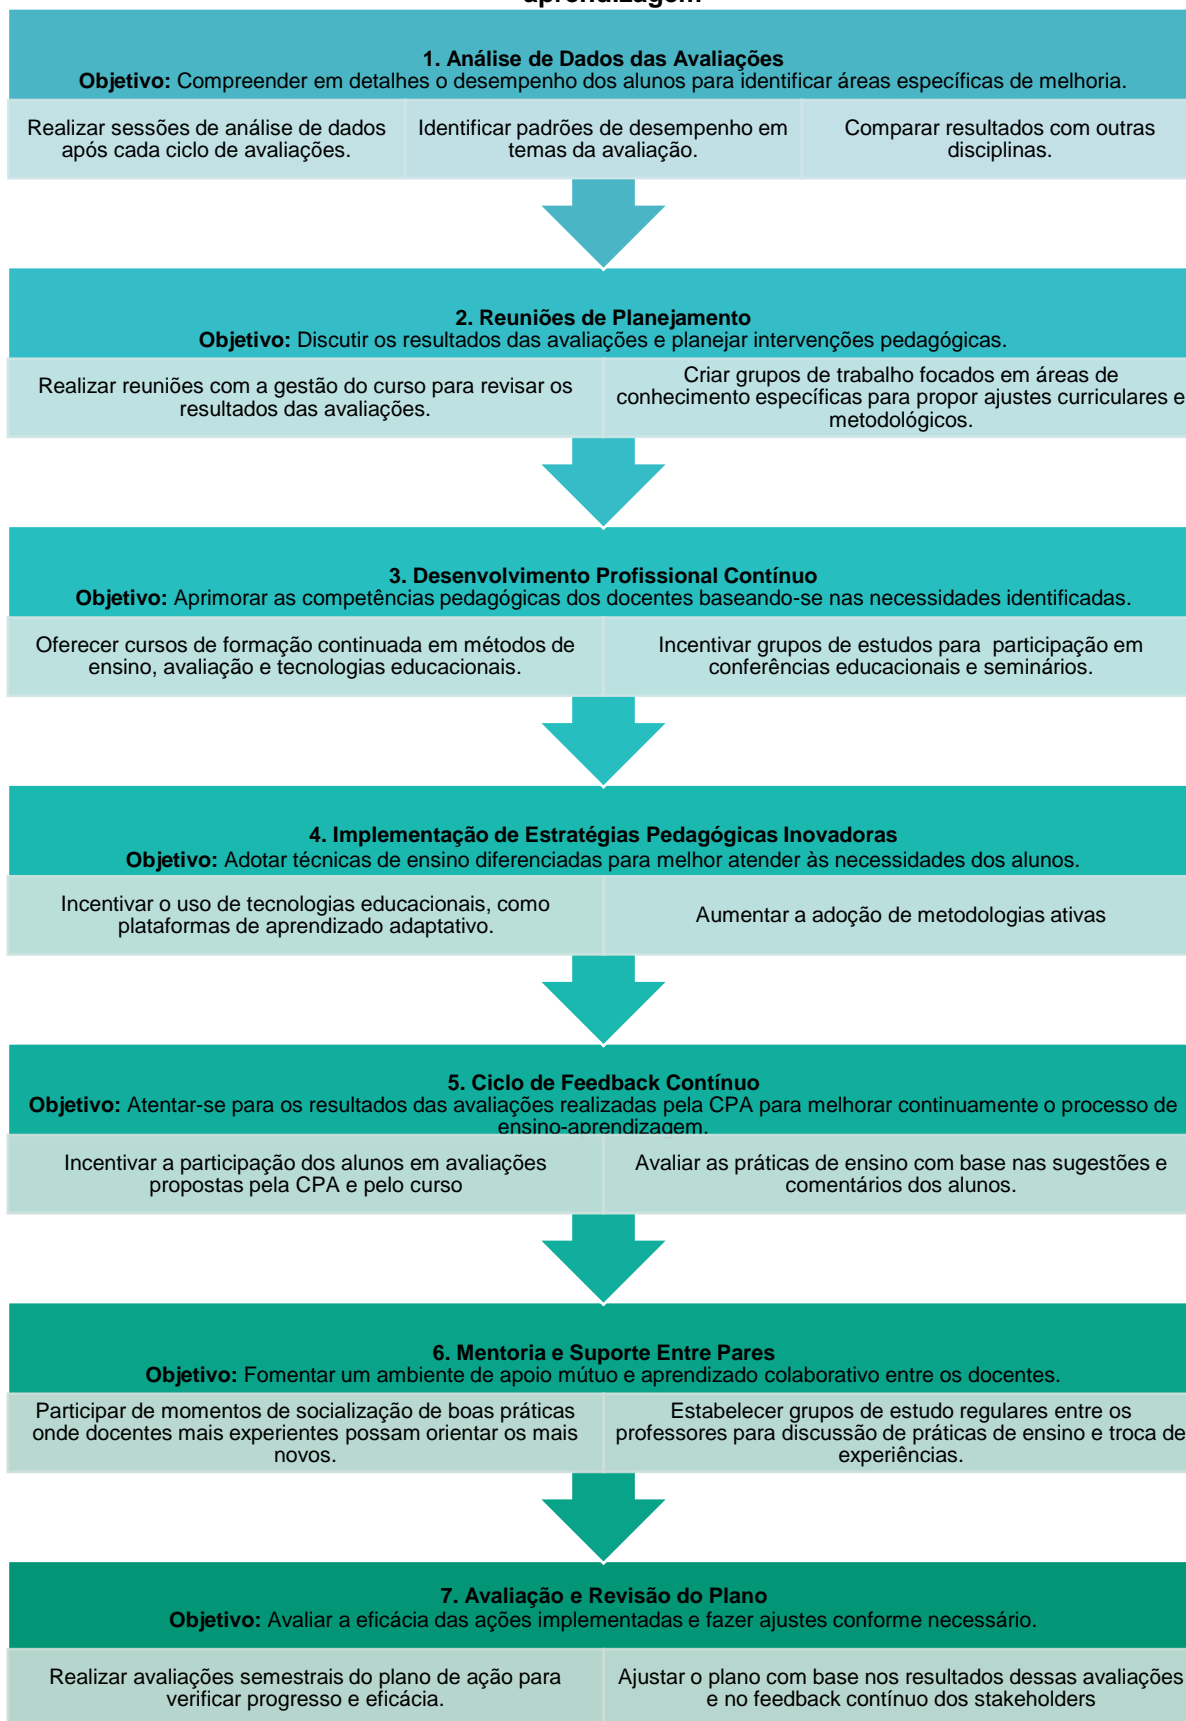 aprendizagem
1. Análise de Dados das Avaliações
Objetivo: Compreender em detalhes o desempenho dos alunos para identificar áreas específicas de melhoria.
Realizar sessões de análise de dados
após cada ciclo de avaliações.
Identificar padrões de desempenho em
temas da avaliação.
Comparar resultados com outras
disciplinas.
2. Reuniões de Planejamento
Objetivo: Discutir os resultados das avaliações e planejar intervenções pedagógicas.
Realizar reuniões com a gestão do curso para revisar os
resultados das avaliações.
Criar grupos de trabalho focados em áreas de
conhecimento específicas para propor ajustes curriculares e
metodológicos.
3. Desenvolvimento Profissional Contínuo
Objetivo: Aprimorar as competências pedagógicas dos docentes baseando-se nas necessidades identificadas.
Oferecer cursos de formação continuada em métodos de
ensino, avaliação e tecnologias educacionais.
Incentivar grupos de estudos para  participação em
conferências educacionais e seminários.
4. Implementação de Estratégias Pedagógicas Inovadoras
Objetivo: Adotar técnicas de ensino diferenciadas para melhor atender às necessidades dos alunos.
Incentivar o uso de tecnologias educacionais, como
plataformas de aprendizado adaptativo.
Aumentar a adoção de metodologias ativas
5. Ciclo de Feedback Contínuo
Objetivo: Atentar-se para os resultados das avaliações realizadas pela CPA para melhorar continuamente o processo de
ensino-aprendizagem.
Incentivar a participação dos alunos em avaliações
propostas pela CPA e pelo curso
Avaliar as práticas de ensino com base nas sugestões e
comentários dos alunos.
6. Mentoria e Suporte Entre Pares
Objetivo: Fomentar um ambiente de apoio mútuo e aprendizado colaborativo entre os docentes.
Participar de momentos de socialização de boas práticas
onde docentes mais experientes possam orientar os mais
novos.
Estabelecer grupos de estudo regulares entre os
professores para discussão de práticas de ensino e troca de
experiências.
7. Avaliação e Revisão do Plano
Objetivo: Avaliar a eficácia das ações implementadas e fazer ajustes conforme necessário.
Realizar avaliações semestrais do plano de ação para
verificar progresso e eficácia.
Ajustar o plano com base nos resultados dessas avaliações
e no feedback contínuo dos stakeholders